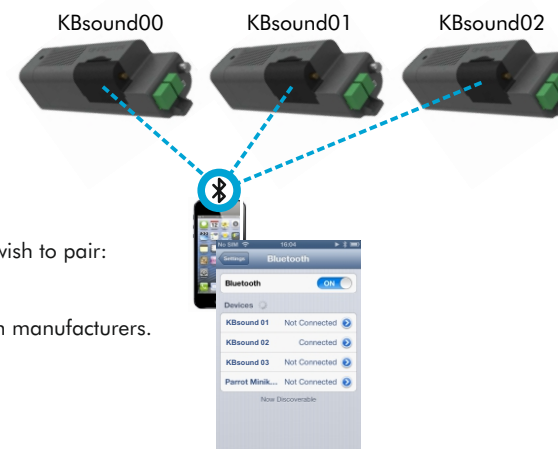 KBsound00 KBsound01 KBsound02
wish to pair:
n manufacturers.
No SIM 16:04
Settings Bluetooth
Bluetooth ON
Devices
KBsound 01 Not Connected
KBsound 02 Connected
KBsound 03 Not Connected
Parrot Minik... Not Connected
Now Discoverable